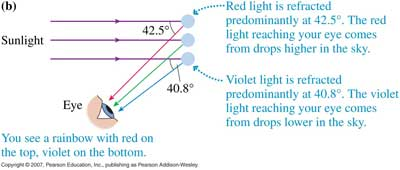 (b)
Red light is refracted
predominantly at 42.5°. The red
light reaching your eye comes
from drops higher in the sky.
42.5°
Sunlight
40.8°
Violet light is refracted
predominantly at 40.8°. The violet
light reaching your eye comes
from drops lower in the sky.
Eye
You see a rainbow with red on
the top, violet on the bottom.
Copyright © 2007, Pearson Education, Inc., publishing as Pearson Addison-Wesley.